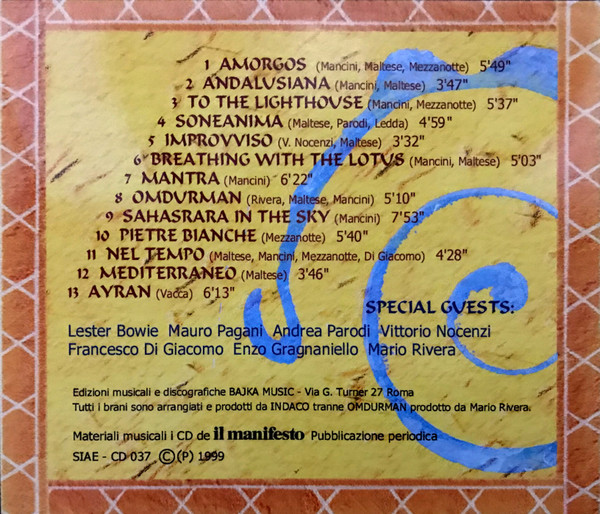 1 AMORGOS (Mancini, Maltese, Mezzanotte) 5'49"
2 ANDALUSIANA (Mancini, Maltese) 3'47"
3 TO THE LIGHTHOUSE (Mancini, Mezzanotte) 5'37"
4 SONEANIMA (Maltese, Parodi, Ledda) 4'59"
5 IMPROVVISO (V. Nocenzi, Maltese) 3'32"
6 BREATHING WITH THE LOTUS (Mancini, Maltese) 5'03"
7 MANTRA (Mancini) 6'22"
8 OMDURMAN (Rivera, Maltese, Mancini) 5'10"
9 SAHASRARA IN THE SKY (Mancini) 7'53"
10 PIETRE BIANCHE (Mezzanotte) 5'40"
11 NEL TEMPO (Maltese, Mancini, Mezzanotte, Di Giacomo) 4'28"
12 MEDITERRANEO (Maltese) 3'46"
13 AYRAN (Vacca) 6'13"
SPECIAL GUESTS:
Lester Bowie Mauro Pagani Andrea Parodi Vittorio Nocenzi
Francesco Di Giacomo Enzo Gragnaniello Mario Rivera
Edizioni musicali e discografiche BAJKA MUSIC - Via G. Turner 27 Roma
Tutti i brani sono arrangiati e prodotti da INDACO tranne OMDURMAN prodotto da Mario Rivera.
Materiali musicali i CD de il manifesto Pubblicazione periodica
SIAE - CD 037 ©(P) 1999